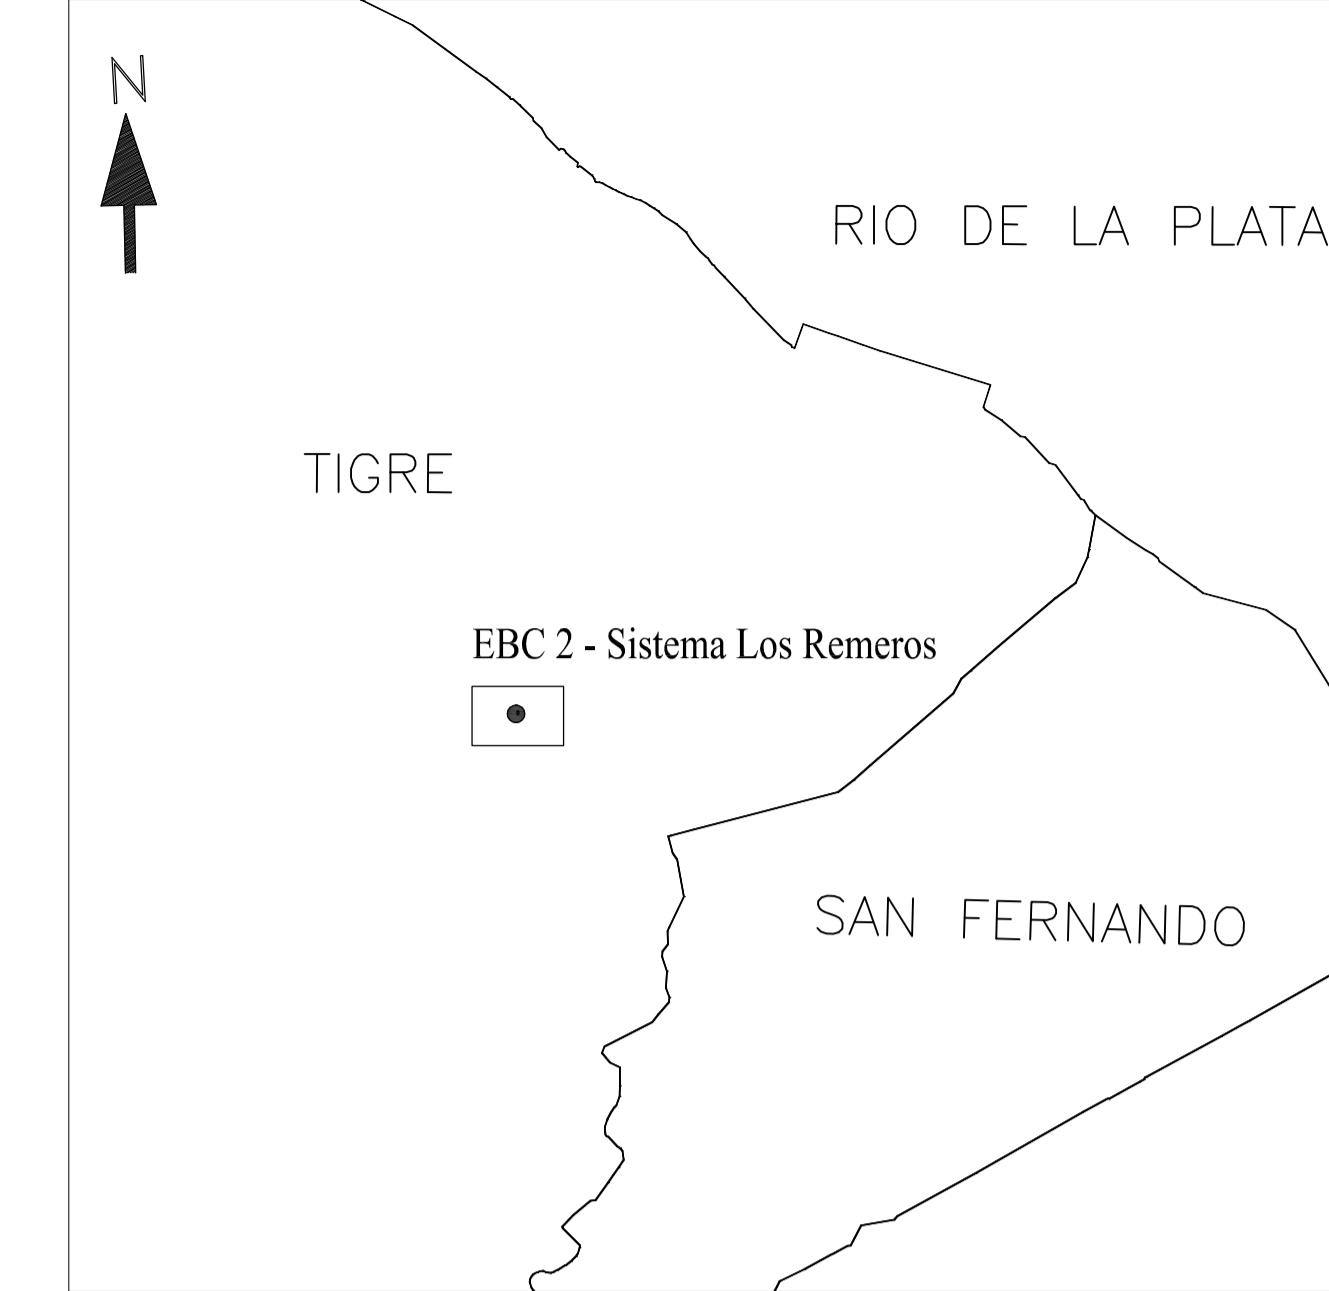 N
RIO DE LA PLATA
TIGRE
EBC 2 - Sistema Los Remeros
SAN FERNANDO